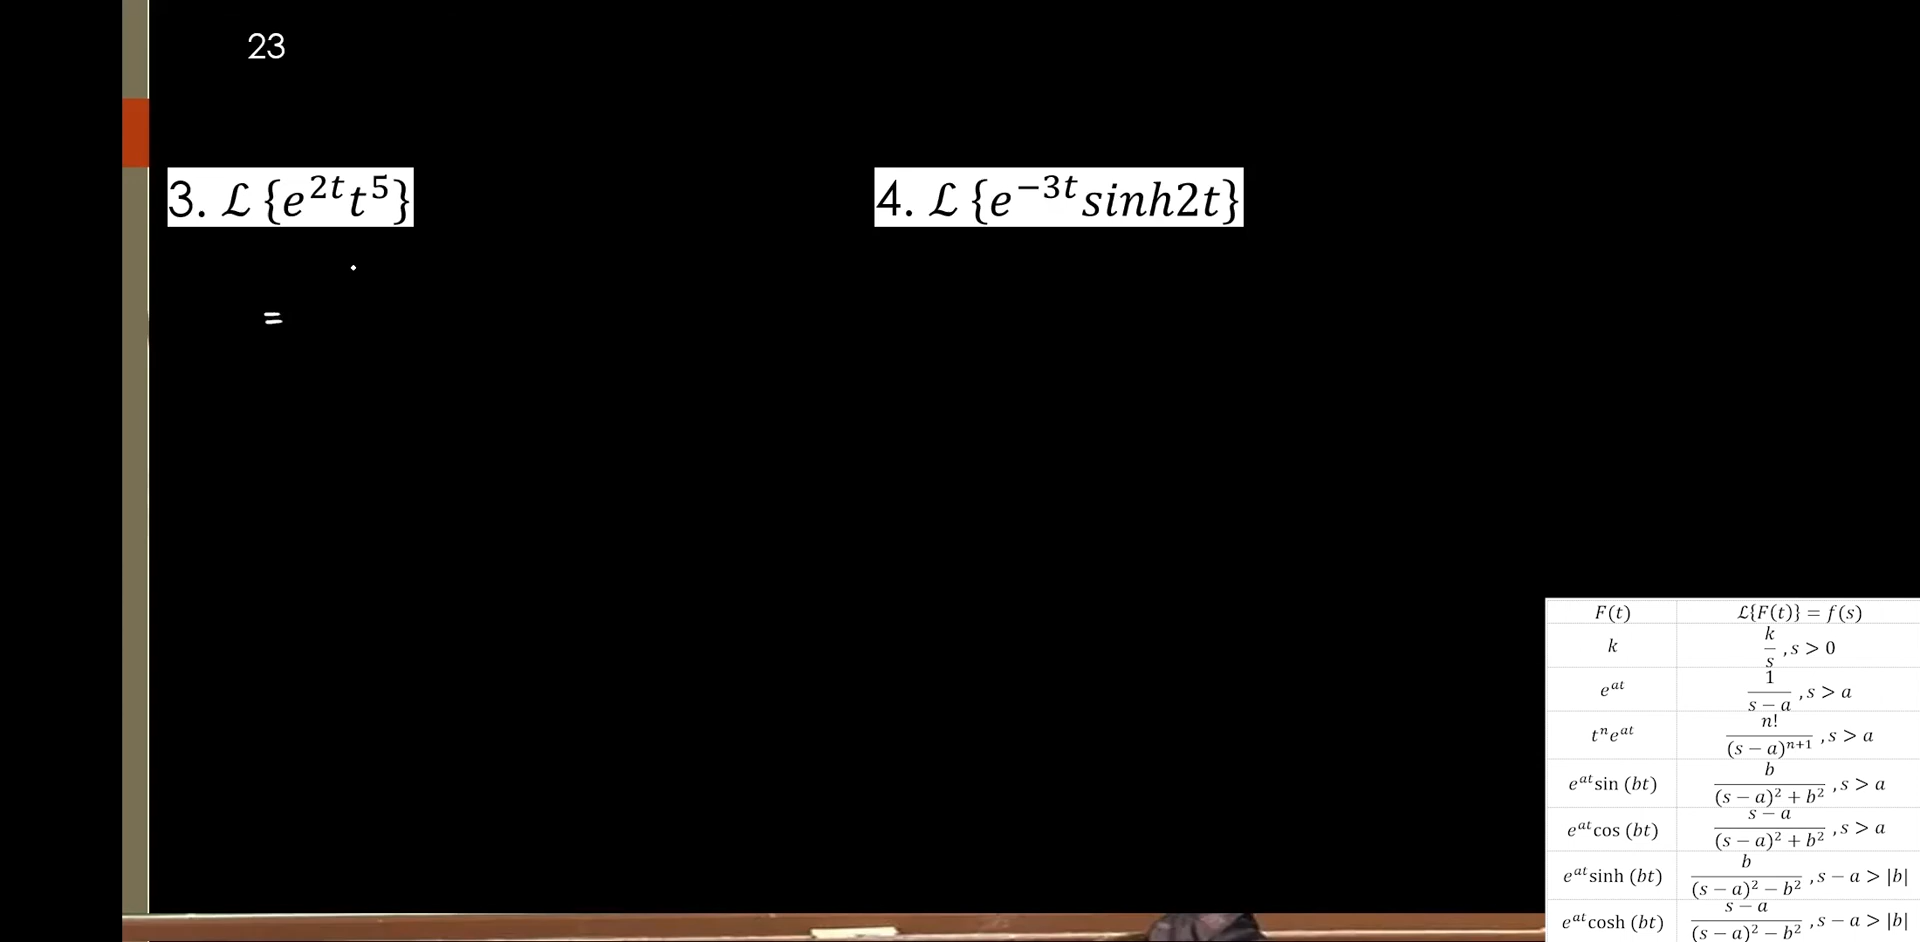 23
3. ℒ {e^{2t}t^5}
4. ℒ {e^{−3t}sinh2t}
=
F(t) ℒ{F(t)} = f(s)
k k/s , s > 0
e^{at} 1/(s − a) , s > a
t^n e^{at} n!/(s − a)^{n+1} , s > a
e^{at} sin (bt) b/((s − a)^2 + b^2) , s > a
e^{at} cos (bt) (s − a)/((s − a)^2 + b^2) , s > a
e^{at} sinh (bt) b/((s − a)^2 − b^2) , s − a > |b|
e^{at} cosh (bt) (s − a)/((s − a)^2 − b^2) , s − a > |b|